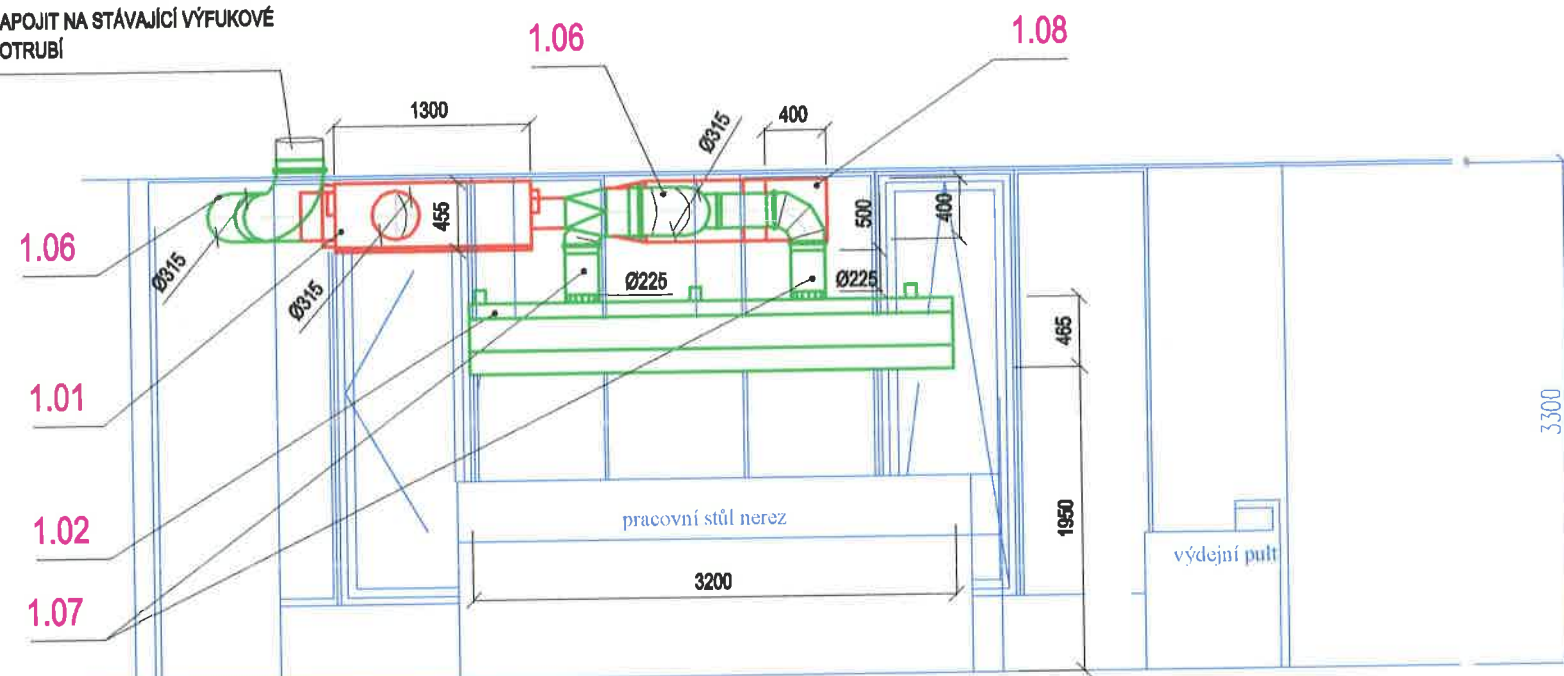 APOJIT NA STÁVAJÍCÍ VÝFUKOVÉ
OTRUBÍ
1.06
1.08
1300
Ø315
400
455
500
400
1.06
Ø315
Ø315
Ø225
Ø225
465
1.01
3300
1.02
pracovní stůl nerez
1950
výdejní pult
3200
1.07